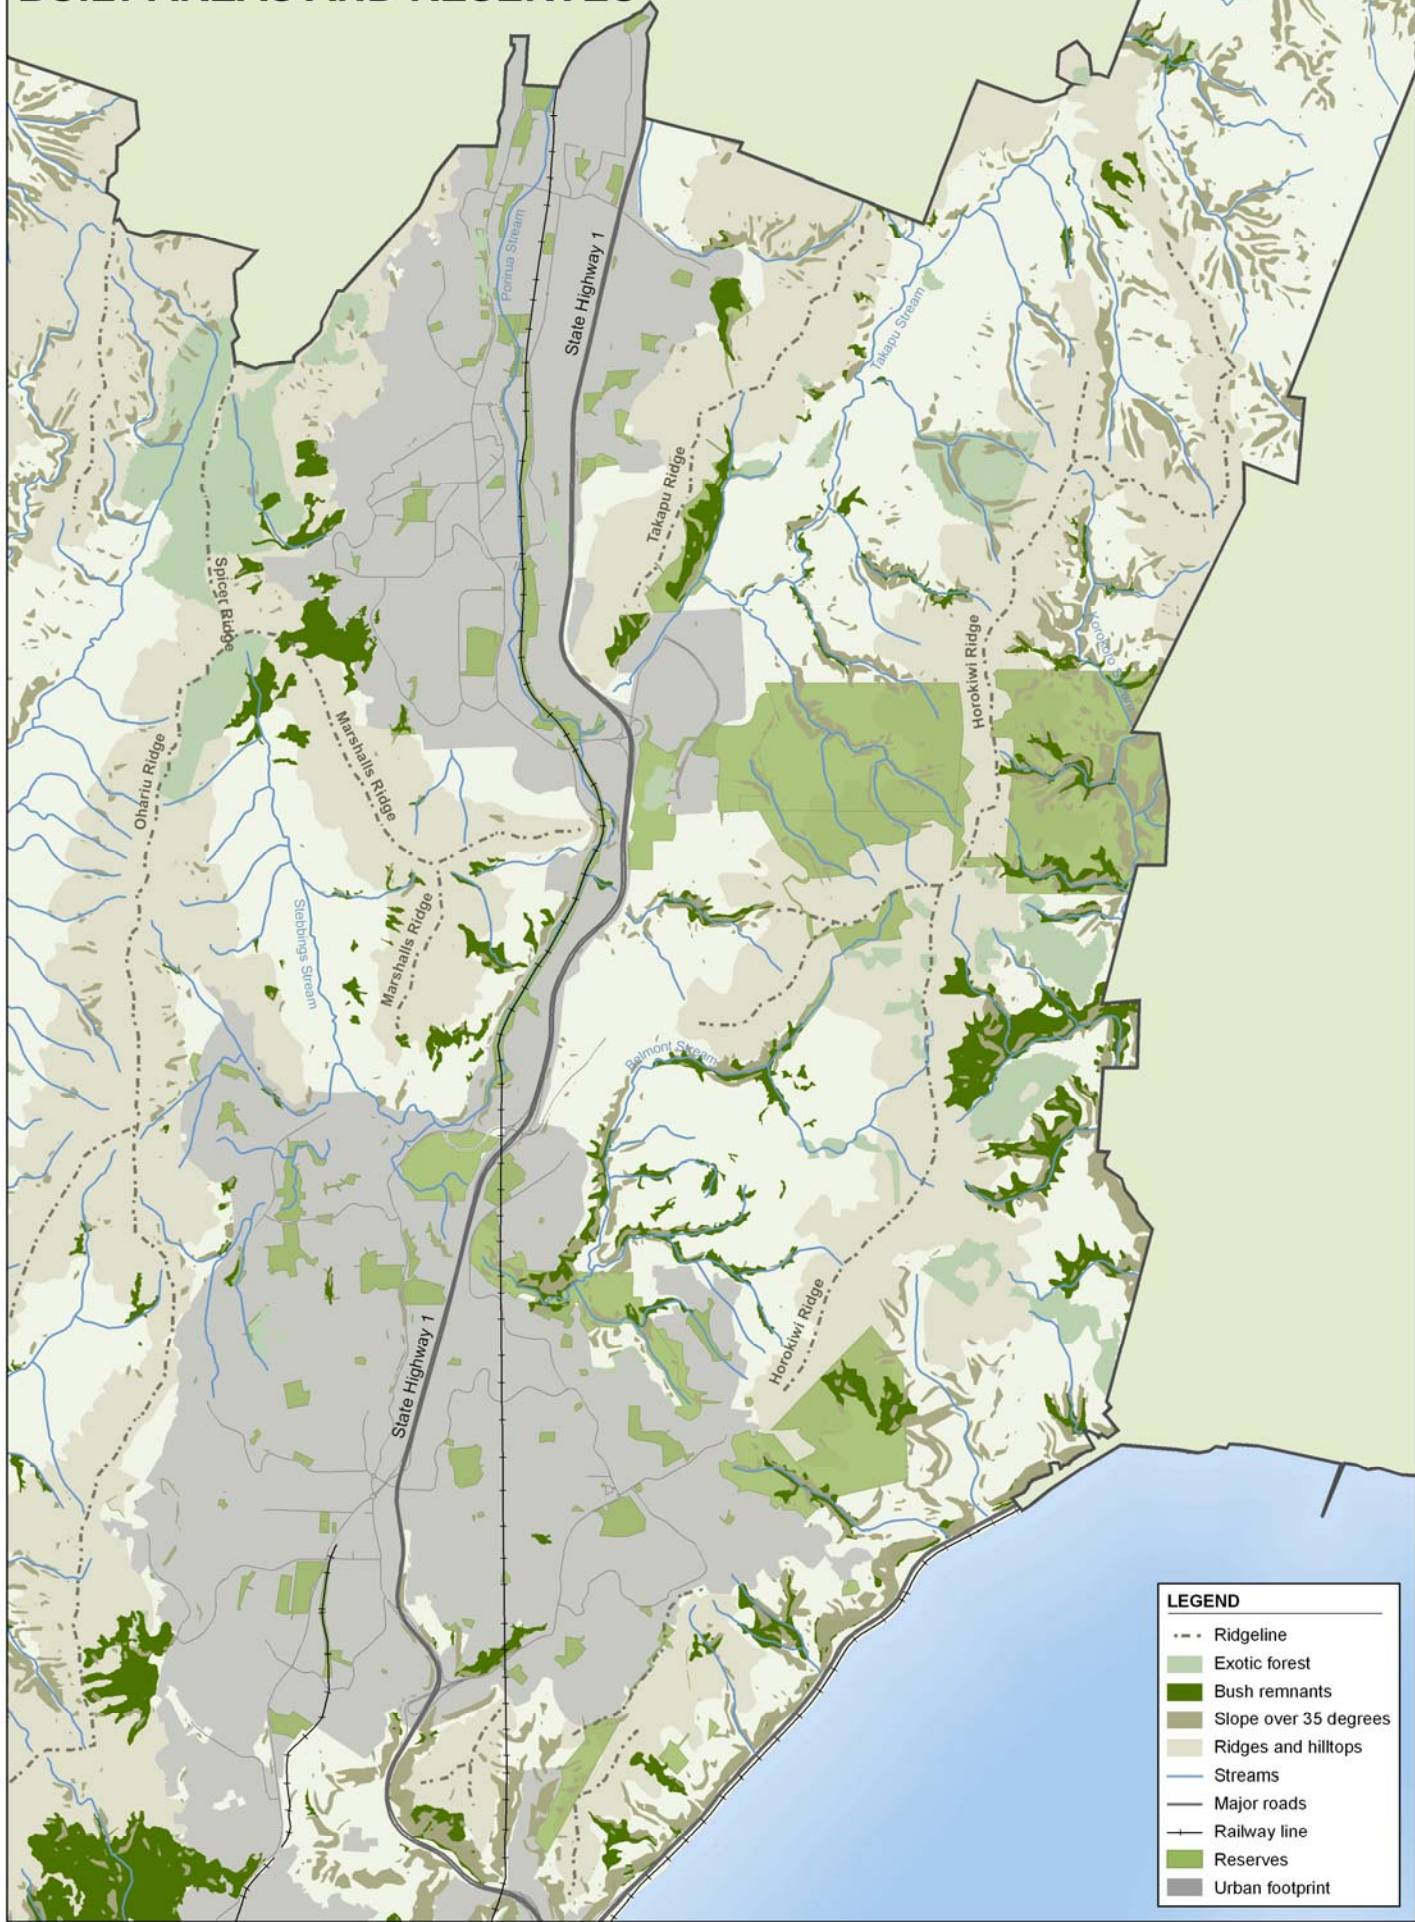 Porirua Stream
State Highway 1
Takapu Stream
Takapu Ridge
Spicer Ridge
Korokoro Stream
Horokiwi Ridge
Marshalls Ridge
Ohariu Ridge
Marshalls Ridge
Stebbings Stream
Belmont Stream
Horokiwi Ridge
State Highway 1
LEGEND
Ridgeline
Exotic forest
Bush remnants
Slope over 35 degrees
Ridges and hilltops
Streams
Major roads
Railway line
Reserves
Urban footprint